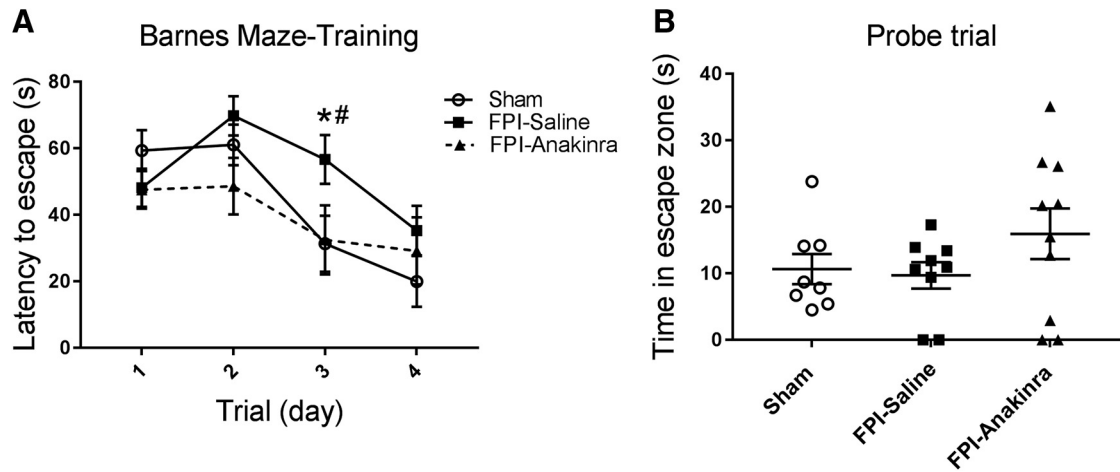 A
Barnes Maze-Training
Latency to escape (s)
80
60
40
20
0
*#
1
2
3
4
Trial (day)
Sham
FPI-Saline
FPI-Anakinra
B
Probe trial
Time in escape zone (s)
40
30
20
10
0
Sham
FPI-Saline
FPI-Anakinra